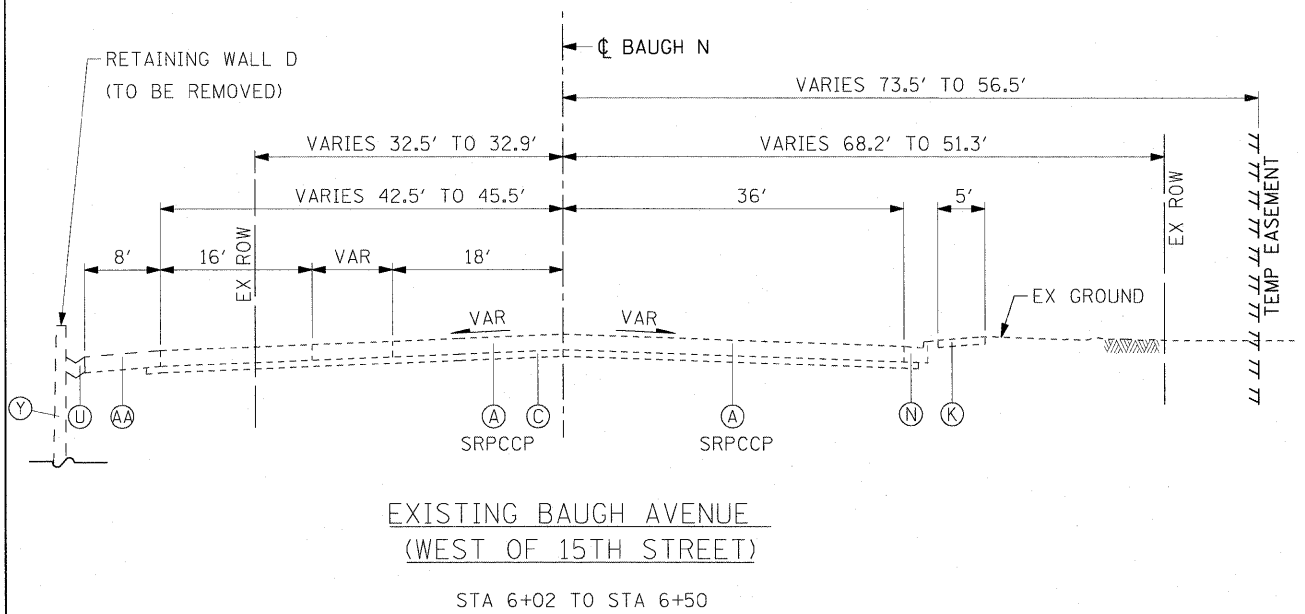 RETAINING WALL D
(TO BE REMOVED)
℄ BAUGH N
VARIES 73.5' TO 56.5'
VARIES 32.5' TO 32.9'
VARIES 68.2' TO 51.3'
VARIES 42.5' TO 45.5'
36'
5'
8'
16'
EX ROW
VAR
18'
EX ROW
TEMP EASEMENT
VAR
VAR
EX GROUND
Y
U
AA
A
C
A
N
K
SRPCCP
SRPCCP
EXISTING BAUGH AVENUE
(WEST OF 15TH STREET)
STA 6+02 TO STA 6+50